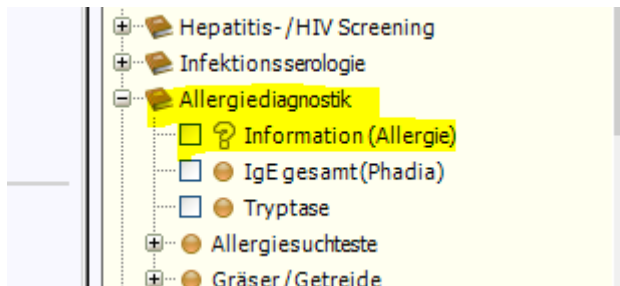 Hepatitis-/HIV Screening
Infektionsserologie
Allergiediagnostik
Information (Allergie)
IgE gesamt (Phadia)
Tryptase
Allergiesuchteste
Gräser / Getreide